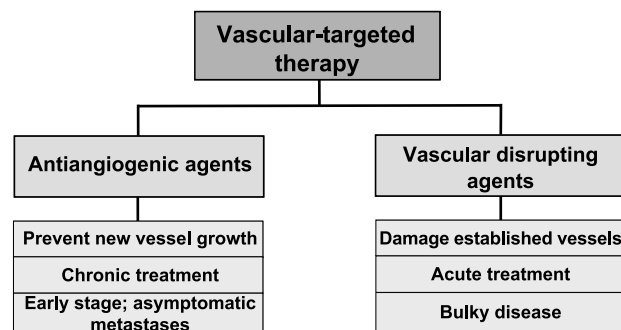 Vascular-targeted
therapy
Antiangiogenic agents
Vascular disrupting
agents
Prevent new vessel growth
Chronic treatment
Early stage; asymptomatic
metastases
Damage established vessels
Acute treatment
Bulky disease